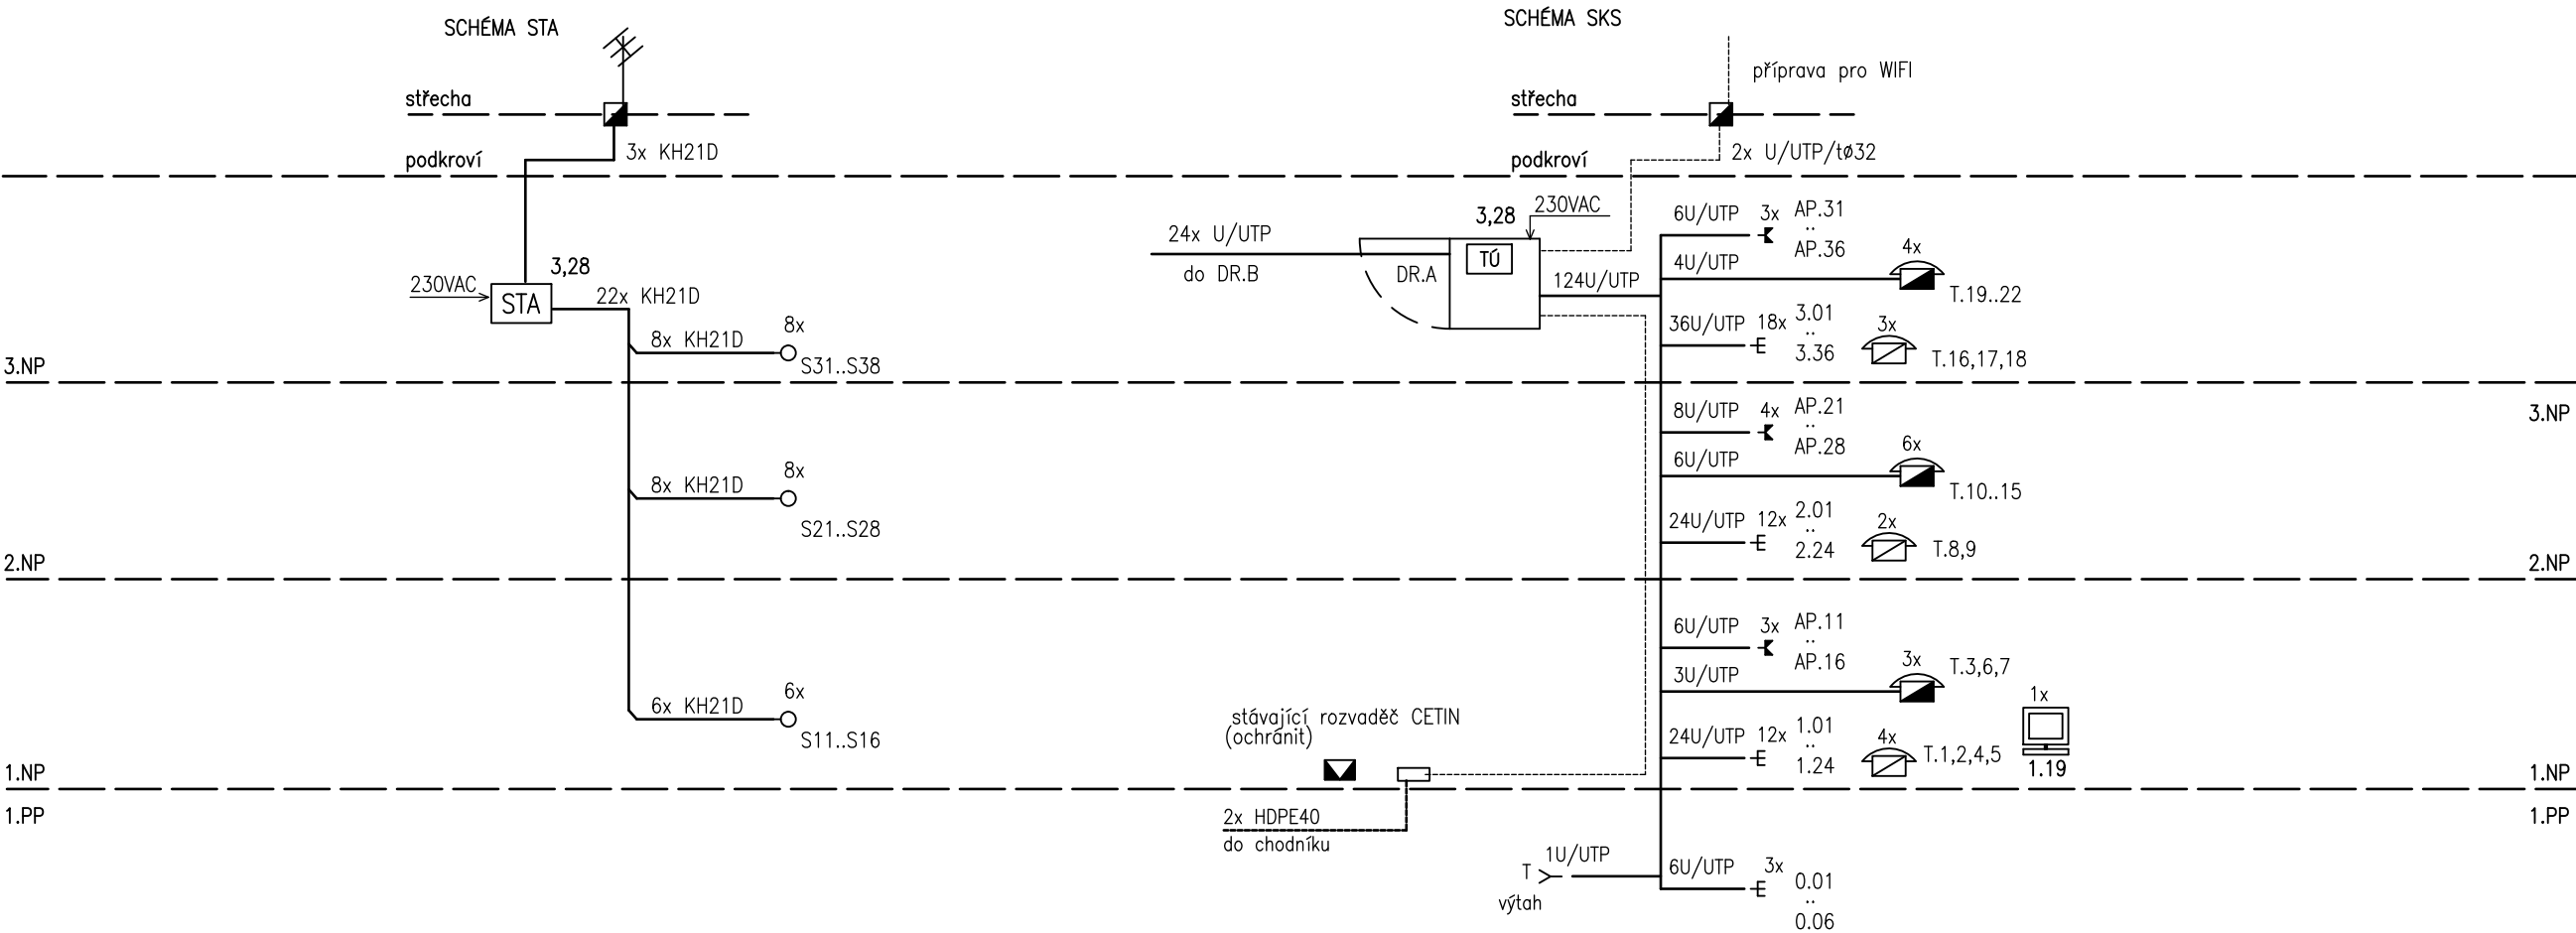 SCHÉMA STA
střecha
podkroví
3x KH21D
3,28
230VAC
STA
22x KH21D
8x KH21D
8x
S31..S38
3.NP
8x KH21D
8x
S21..S28
2.NP
6x KH21D
6x
S11..S16
1.NP
1.PP
SCHÉMA SKS
příprava pro WIFI
střecha
podkroví
2x U/UTP/tø32
24x U/UTP
do DR.B
3,28
230VAC
TÚ
DR.A
124U/UTP
6U/UTP
3x
AP.31
..
AP.36
4U/UTP
4x
T.19..22
36U/UTP
18x
3.01
..
3.36
3x
T.16,17,18
3.NP
8U/UTP
4x
AP.21
..
AP.28
6U/UTP
6x
T.10..15
24U/UTP
12x
2.01
..
2.24
2x
T.8,9
2.NP
6U/UTP
3x
AP.11
..
AP.16
3U/UTP
3x
T.3,6,7
24U/UTP
12x
1.01
..
1.24
4x
T.1,2,4,5
1x
1.19
stávající rozvaděč CETIN
(ochránit)
1.NP
1.PP
2x HDPE40
do chodníku
T
výtah
1U/UTP
6U/UTP
3x
0.01
..
0.06